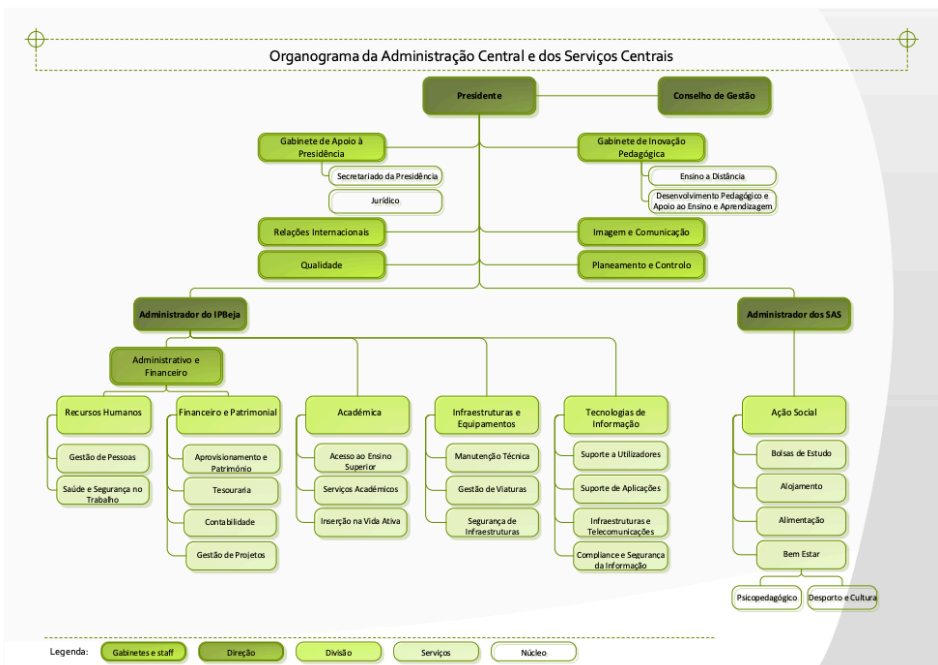 Organograma da Administração Central e dos Serviços Centrais
Presidente
Conselho de Gestão
Gabinete de Apoio à
Presidência
Gabinete de Inovação
Pedagógica
Secretariado da Presidência
Ensino a Distância
Jurídico
Desenvolvimento Pedagógico e
Apoio ao Ensino e Aprendizagem
Relações Internacionais
Imagem e Comunicação
Qualidade
Planeamento e Controlo
Administrador do IPBeja
Administrador dos SAS
Administrativo e
Financeiro
Recursos Humanos
Gestão de Pessoas
Saúde e Segurança no
Trabalho
Financeiro e Patrimonial
Aprovisionamento e
Património
Tesouraria
Contabilidade
Gestão de Projetos
Académica
Acesso ao Ensino
Superior
Serviços Académicos
Inserção na Vida Ativa
Infraestruturas e
Equipamentos
Manutenção Técnica
Gestão de Viaturas
Segurança de
Infraestruturas
Tecnologias de
Informação
Suporte a Utilizadores
Suporte de Aplicações
Infraestruturas e
Telecomunicações
Compliance e Segurança
da Informação
Ação Social
Bolsas de Estudo
Alojamento
Alimentação
Bem Estar
Psicopedagógico
Desporto e Cultura
Legenda:
Gabinetes e staff
Direção
Divisão
Serviços
Núcleo